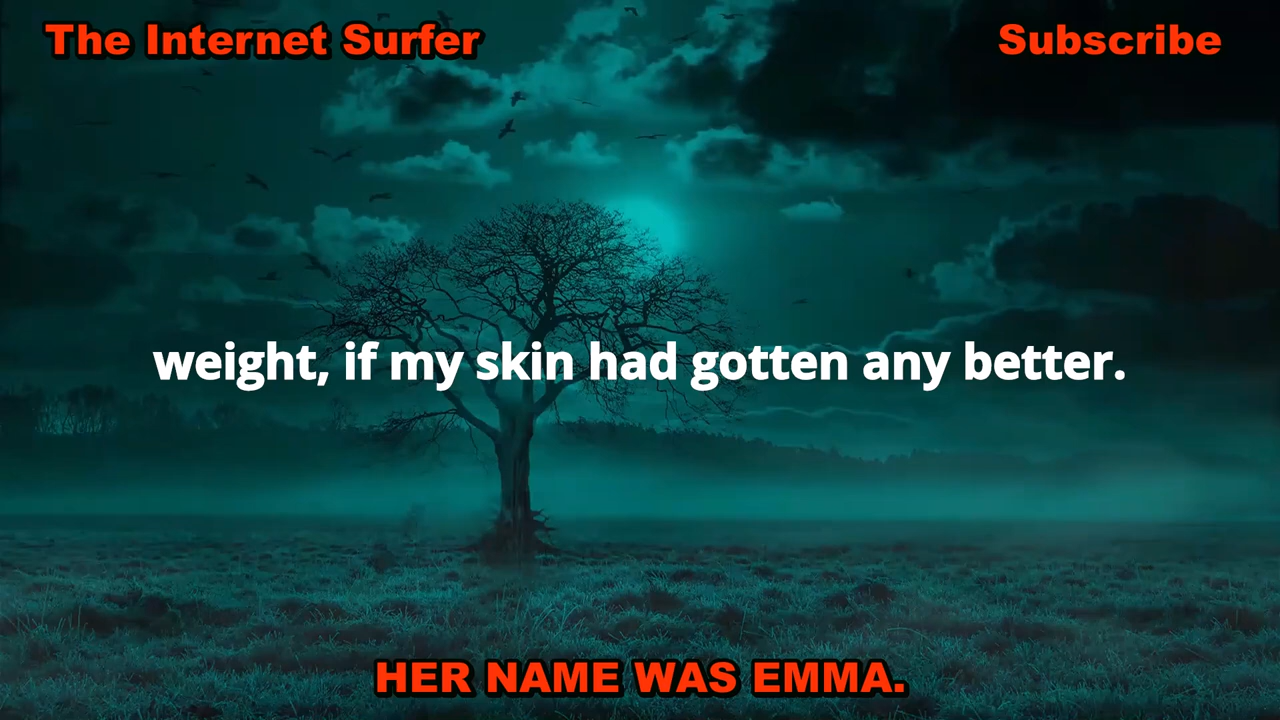 The Internet Surfer
Subscribe
weight, if my skin had gotten any better.
HER NAME WAS EMMA.